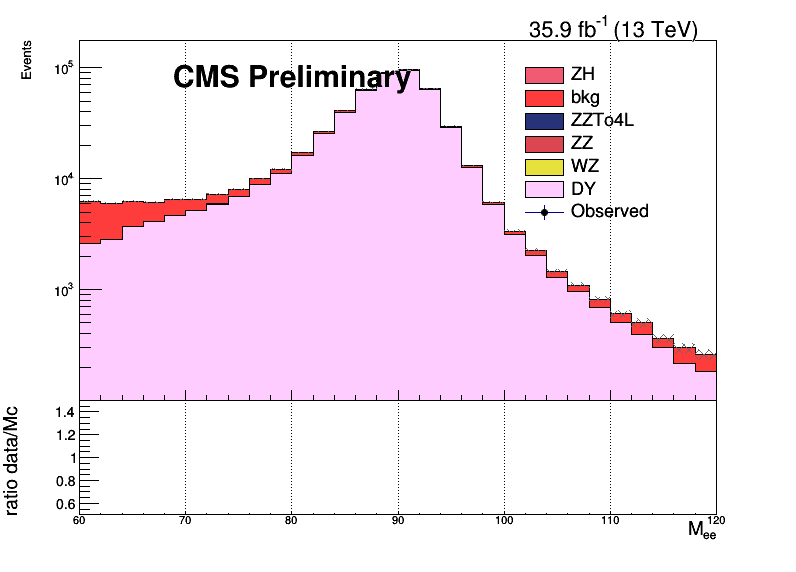 35.9 fb-1 (13 TeV)
Events
CMS Preliminary
10^5
10^4
10^3
ZH
bkg
ZZTo4L
ZZ
WZ
DY
Observed
ratio data/Mc
1.4
1.2
1
0.8
0.6
60 70 80 90 100 110 120
Mee